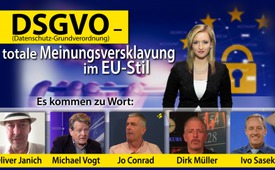 DSGVO –
(Datenschutz-Grundverordnung)
totale Meinungsversklavung
im EU-Stil
Es kommen zu Wort:
liver Janich
Michael Vogt
Jo Conrad
Dirk Müller
Ivo Sasek